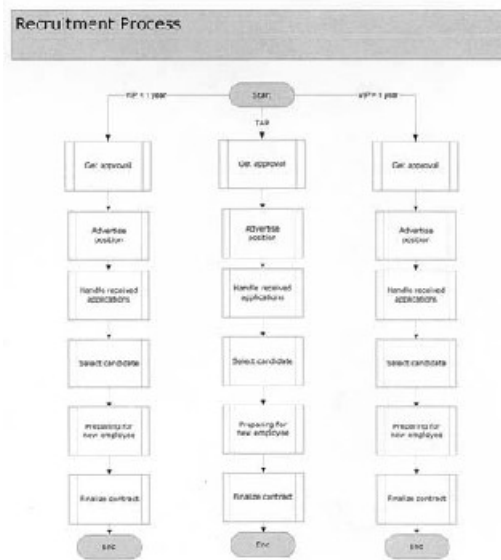 Recruitment Process
Start
TAP
Get approval
Get approval
Get approval
Advertise
position
Advertise
position
Advertise
position
Handle received
applications
Handle received
applications
Handle received
applications
Select candidate
Select candidate
Select candidate
Preparing for
new employee
Preparing for
new employee
Preparing for
new employee
Finalize contract
Finalize contract
Finalize contract
End
End
End